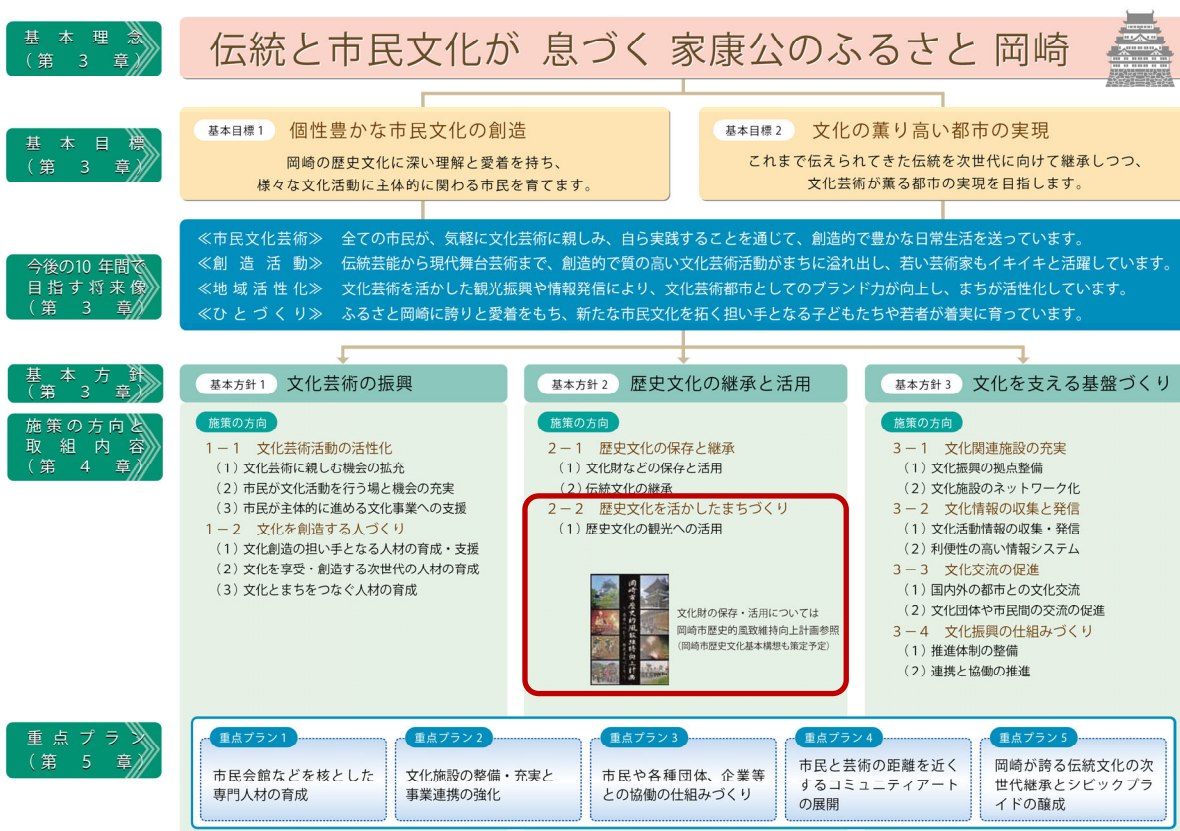 基本理念
（第3章）
伝統と市民文化が 息づく 家康公のふるさと 岡崎
基本目標
（第3章）
基本目標1 個性豊かな市民文化の創造
岡崎の歴史文化に深い理解と愛着を持ち、
様々な文化活動に主体的に関わる市民を育てます。
基本目標2 文化の薫り高い都市の実現
これまで伝えられてきた伝統を次世代に向けて継承しつつ、
文化芸術が薫る都市の実現を目指します。
今後の10年間で
目指す将来像
（第3章）
≪市民文化芸術≫ 全ての市民が、気軽に文化芸術に親しみ、自ら実践することを通じて、創造的で豊かな日常生活を送っています。
≪創造活動≫ 伝統芸能から現代舞台芸術まで、創造的で質の高い文化芸術活動がまちに溢れ出し、若い芸術家もイキイキと活躍しています。
≪地域活性化≫ 文化芸術を活かした観光振興や情報発信により、文化芸術都市としてのブランド力が向上し、まちが活性化しています。
≪ひとづくり≫ ふるさと岡崎に誇りと愛着をもち、新たな市民文化を拓く担い手となる子どもたちや若者が着実に育っています。
基本方針
（第3章）
施策の方向と
取組内容
（第4章）
基本方針1 文化芸術の振興
施策の方向
1－1 文化芸術活動の活性化
（1）文化芸術に親しむ機会の拡充
（2）市民が文化活動を行う場と機会の充実
（3）市民が主体的に進める文化事業への支援
1－2 文化を創造する人づくり
（1）文化創造の担い手となる人材の育成・支援
（2）文化を享受・創造する次世代の人材の育成
（3）文化とまちをつなぐ人材の育成
基本方針2 歴史文化の継承と活用
施策の方向
2－1 歴史文化の保存と継承
（1）文化財などの保存と活用
（2）伝統文化の継承
2－2 歴史文化を活かしたまちづくり
（1）歴史文化の観光への活用
岡崎市歴史的風致維持向上計画
文化財の保存・活用については
岡崎市歴史的風致維持向上計画参照
（岡崎市歴史文化基本構想も策定予定）
基本方針3 文化を支える基盤づくり
施策の方向
3－1 文化関連施設の充実
（1）文化振興の拠点整備
（2）文化施設のネットワーク化
3－2 文化情報の収集と発信
（1）文化活動情報の収集・発信
（2）利便性の高い情報システム
3－3 文化交流の促進
（1）国内外の都市との文化交流
（2）文化団体や市民間の交流の促進
3－4 文化振興の仕組みづくり
（1）推進体制の整備
（2）連携と協働の推進
重点プラン
（第5章）
重点プラン1
市民会館などを核とした
専門人材の育成
重点プラン2
文化施設の整備・充実と
事業連携の強化
重点プラン3
市民や各種団体、企業等
との協働の仕組みづくり
重点プラン4
市民と芸術の距離を近く
するコミュニティアート
の展開
重点プラン5
岡崎が誇る伝統文化の次
世代継承とシビックプラ
イドの醸成